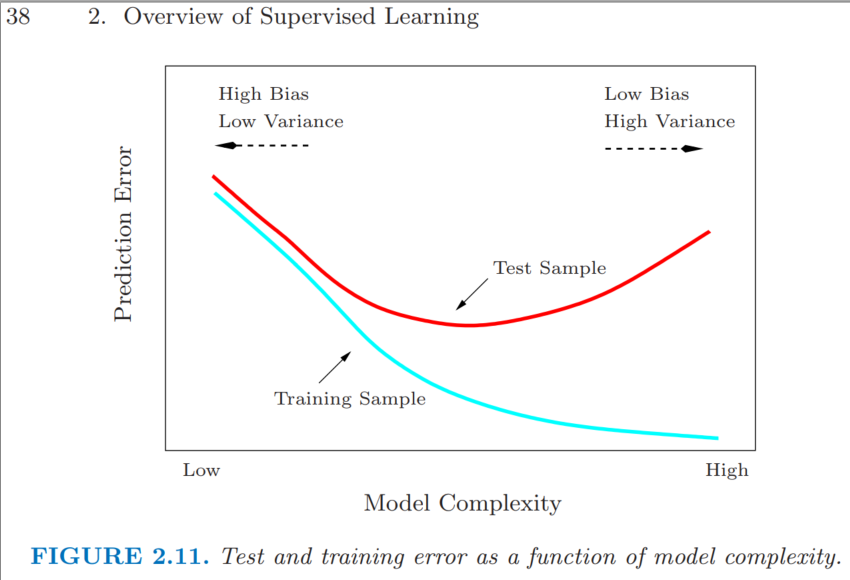 38 2. Overview of Supervised Learning
High Bias
Low Variance
Low Bias
High Variance
Prediction Error
Test Sample
Training Sample
Low
High
Model Complexity
FIGURE 2.11. Test and training error as a function of model complexity.